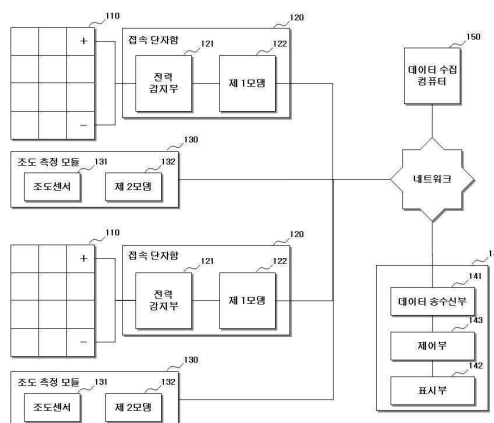 110
+
−
120
접속 단자함
121
전력
감지부
122
제 1모뎀
130
조도 측정 모듈
131
조도센서
132
제 2모뎀
110
+
−
120
접속 단자함
121
전력
감지부
122
제 1모뎀
130
조도 측정 모듈
131
조도센서
132
제 2모뎀
150
데이터 수집
컴퓨터
네트워크
141
데이터 송수신부
143
제어부
142
표시부